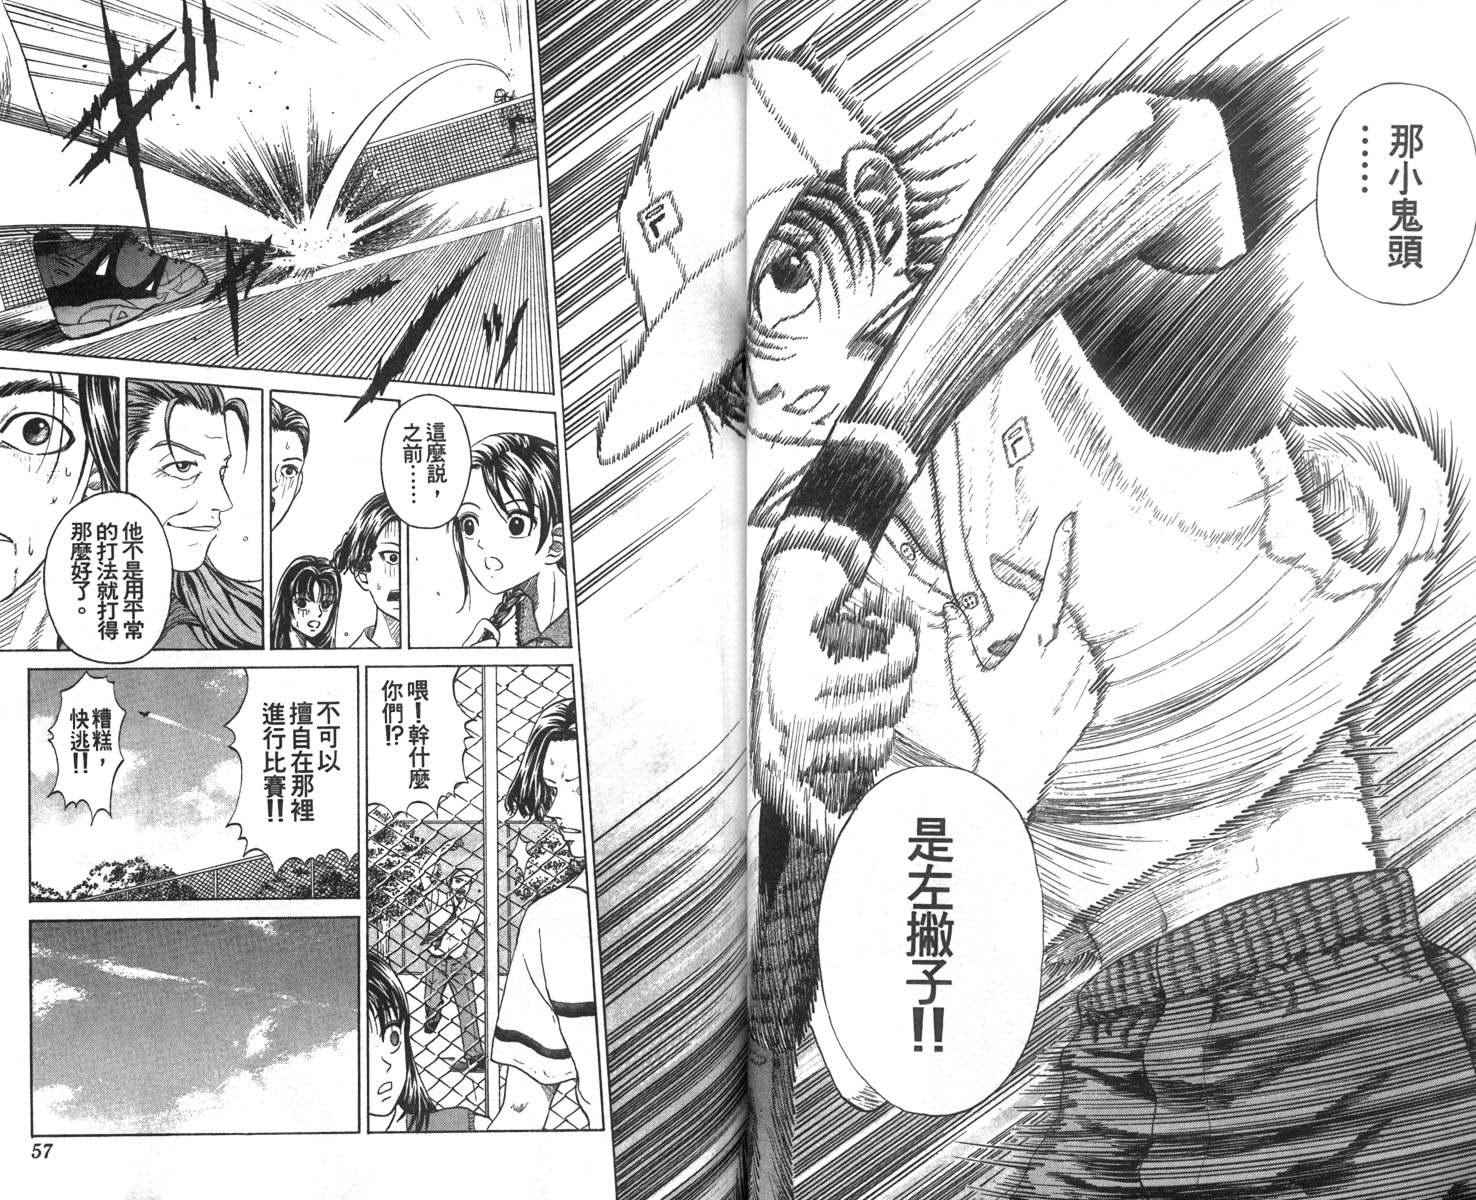 那小鬼頭
……
是左撇子!!
這麼説，
之前……
他不是用平常
的打法就打得
那麼好了。
喂！幹什麼
你們!?
不可以
擅自在那裡
進行比賽!!
糟糕，
快逃!!
57